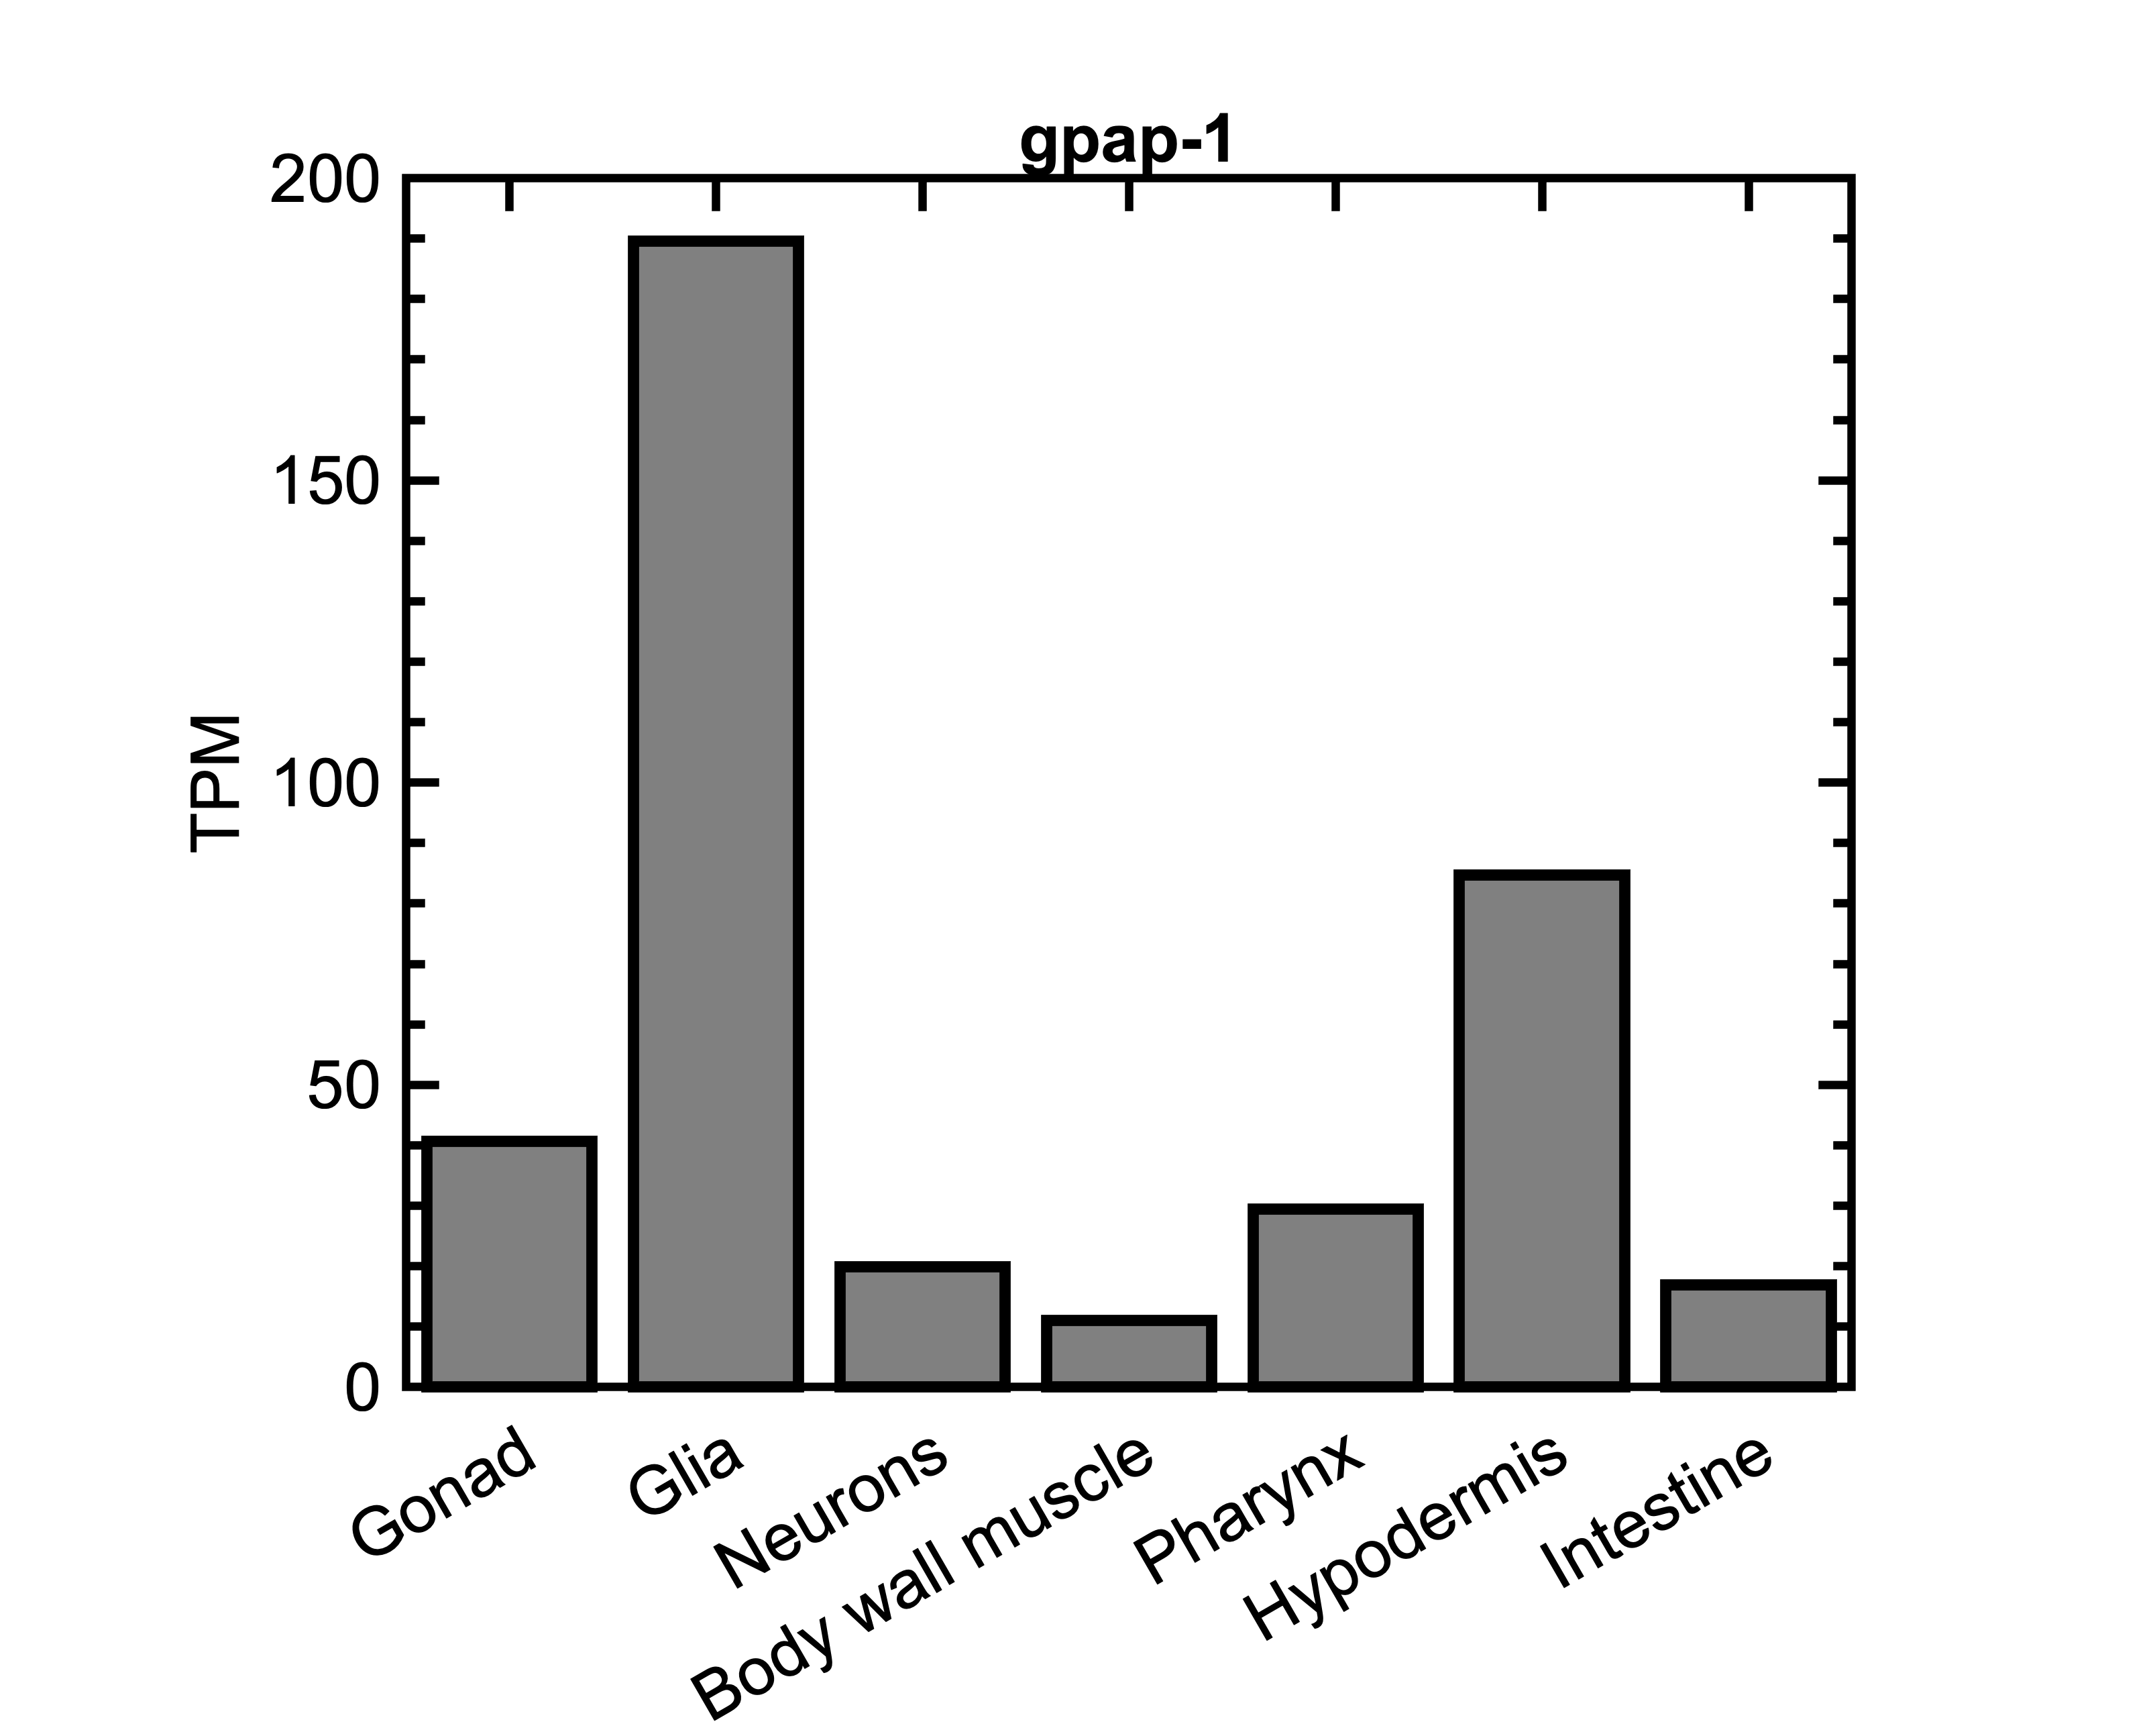 gpap-1
200
150
100
50
0
TPM
Gonad
Glia
Neurons
Body wall muscle
Pharynx
Hypodermis
Intestine